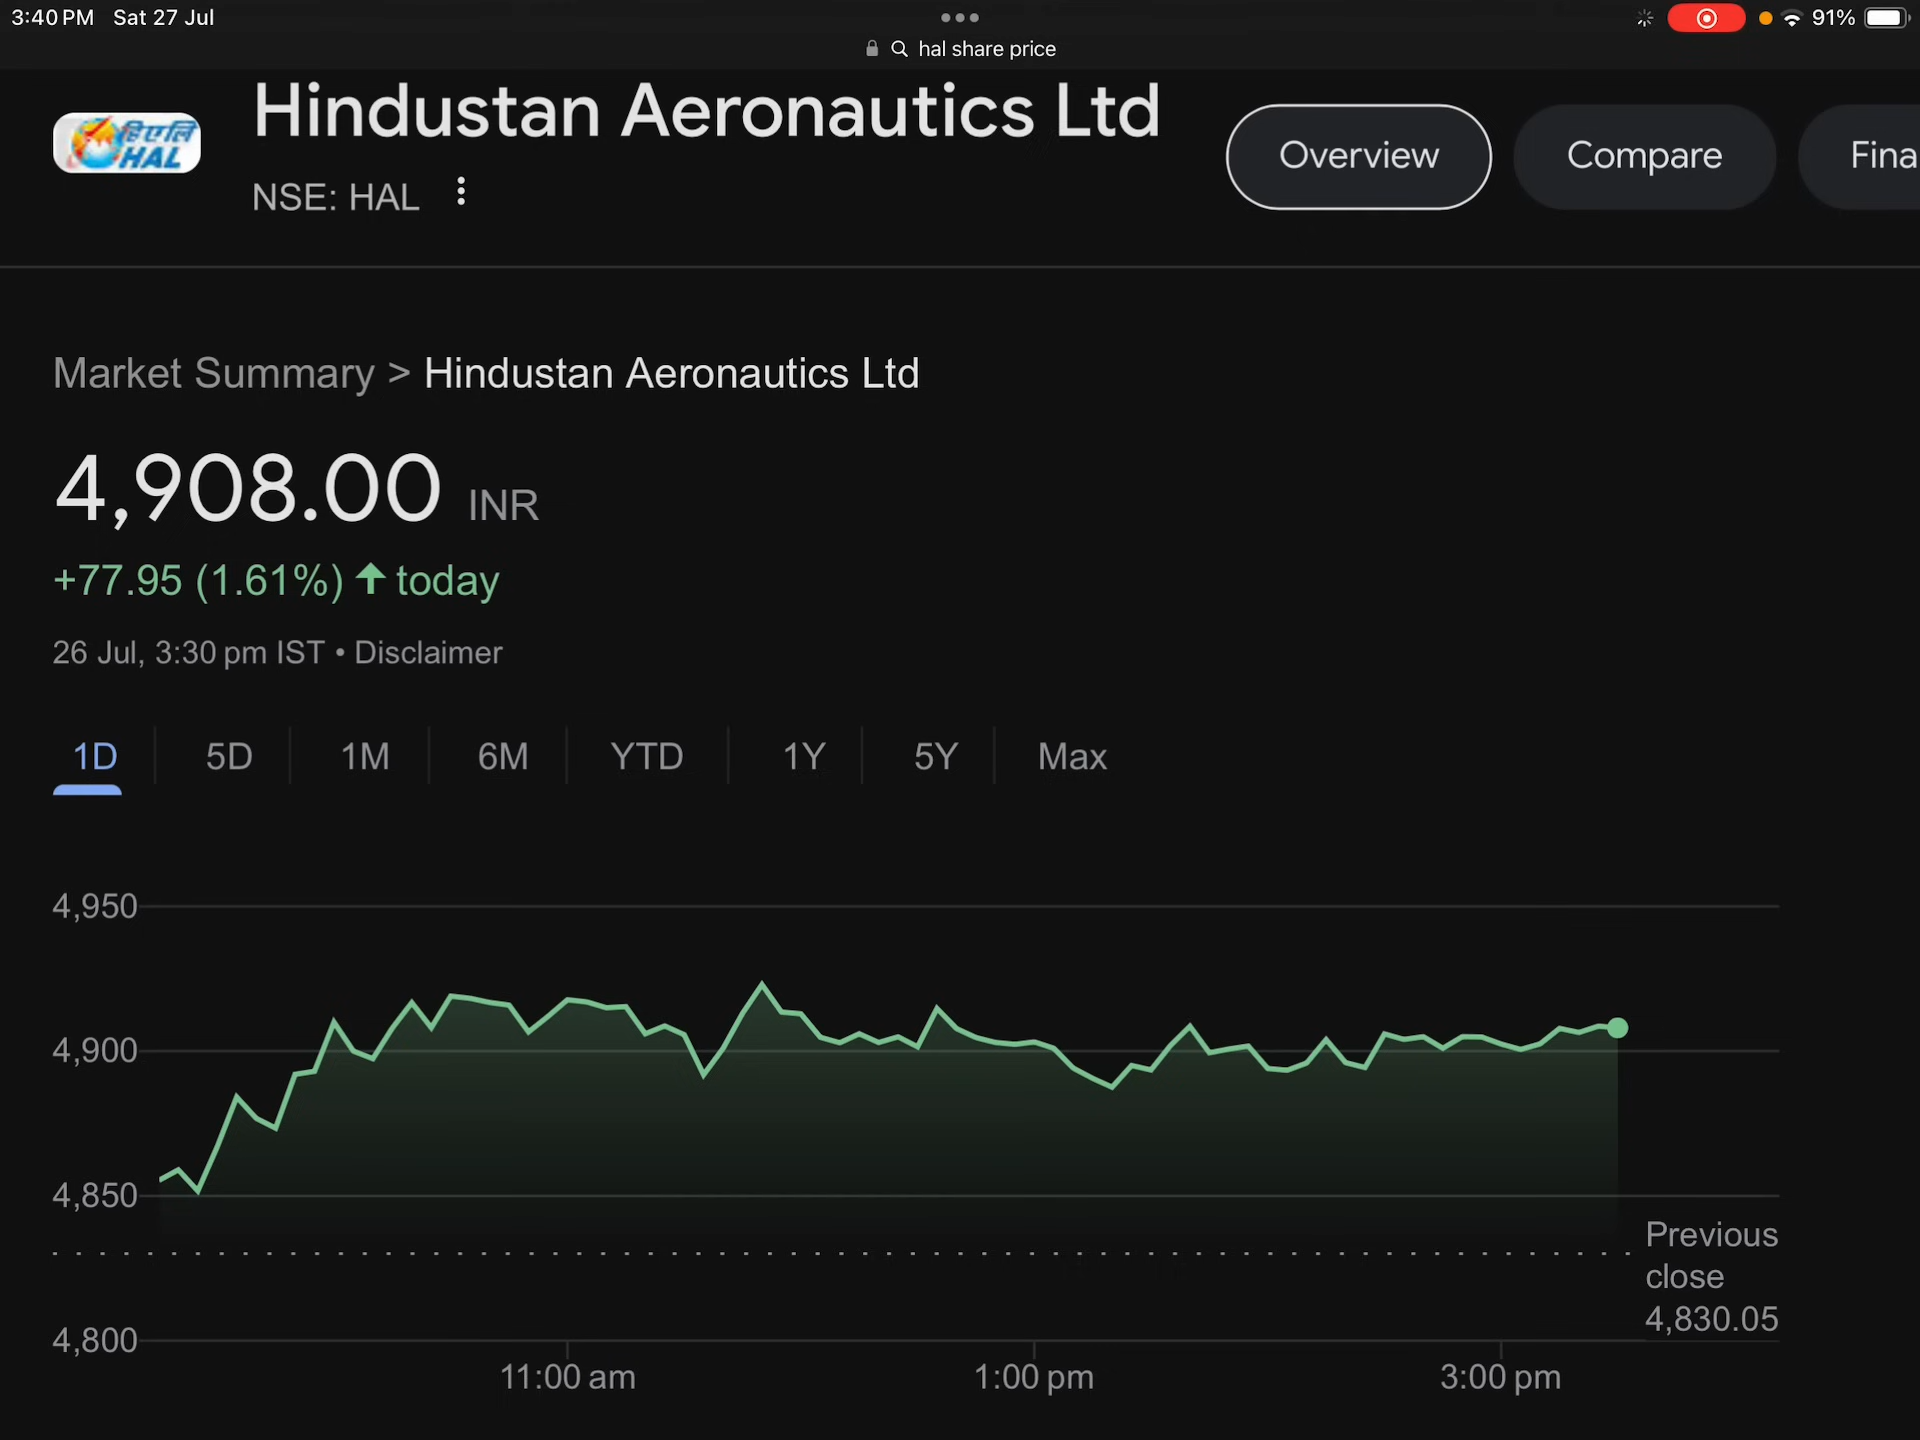 3:40 PM Sat 27 Jul
91%
hal share price
हिएलि
HAL
Hindustan Aeronautics Ltd
NSE: HAL
Overview
Compare
Fina
Market Summary > Hindustan Aeronautics Ltd
4,908.00 INR
+77.95 (1.61%) ↑ today
26 Jul, 3:30 pm IST • Disclaimer
1D 5D 1M 6M YTD 1Y 5Y Max
4,950
4,900
4,850
Previous
close
4,830.05
4,800
11:00 am 1:00 pm 3:00 pm